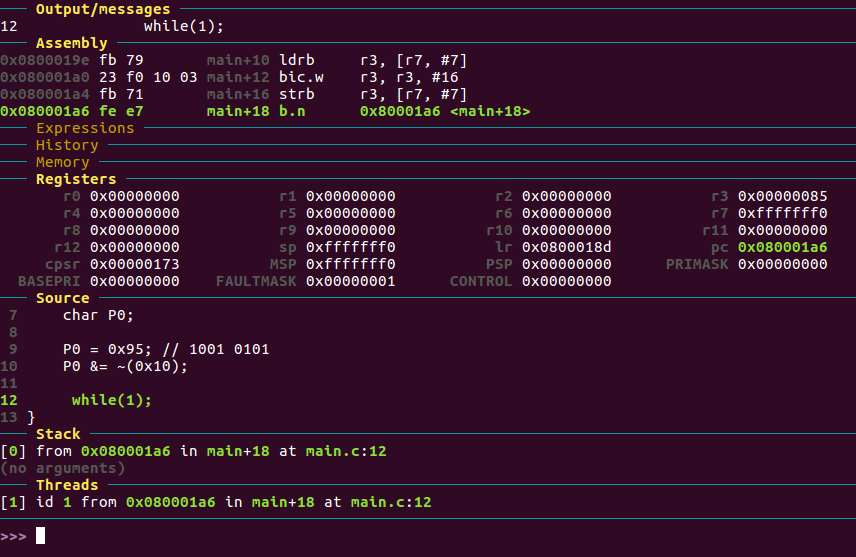 Output/messages
12 while(1);
Assembly
0x0800019e fb 79 main+10 ldrb r3, [r7, #7]
0x080001a0 23 f0 10 03 main+12 bic.w r3, r3, #16
0x080001a4 fb 71 main+16 strb r3, [r7, #7]
0x080001a6 fe e7 main+18 b.n 0x80001a6 <main+18>
Expressions
History
Memory
Registers
r0 0x00000000 r1 0x00000000 r2 0x00000000 r3 0x00000085
r4 0x00000000 r5 0x00000000 r6 0x00000000 r7 0xfffffff0
r8 0x00000000 r9 0x00000000 r10 0x00000000 r11 0x00000000
r12 0x00000000 sp 0xfffffff0 lr 0x0800018d pc 0x080001a6
cpsr 0x00000173 MSP 0xfffffff0 PSP 0x00000000 PRIMASK 0x00000000
BASEPRI 0x00000000 FAULTMASK 0x00000001 CONTROL 0x00000000
Source
7 char P0;
8
9 P0 = 0x95; // 1001 0101
10 P0 &= ~(0x10);
11
12 while(1);
13 }
Stack
[0] from 0x080001a6 in main+18 at main.c:12
(no arguments)
Threads
[1] id 1 from 0x080001a6 in main+18 at main.c:12
>>>